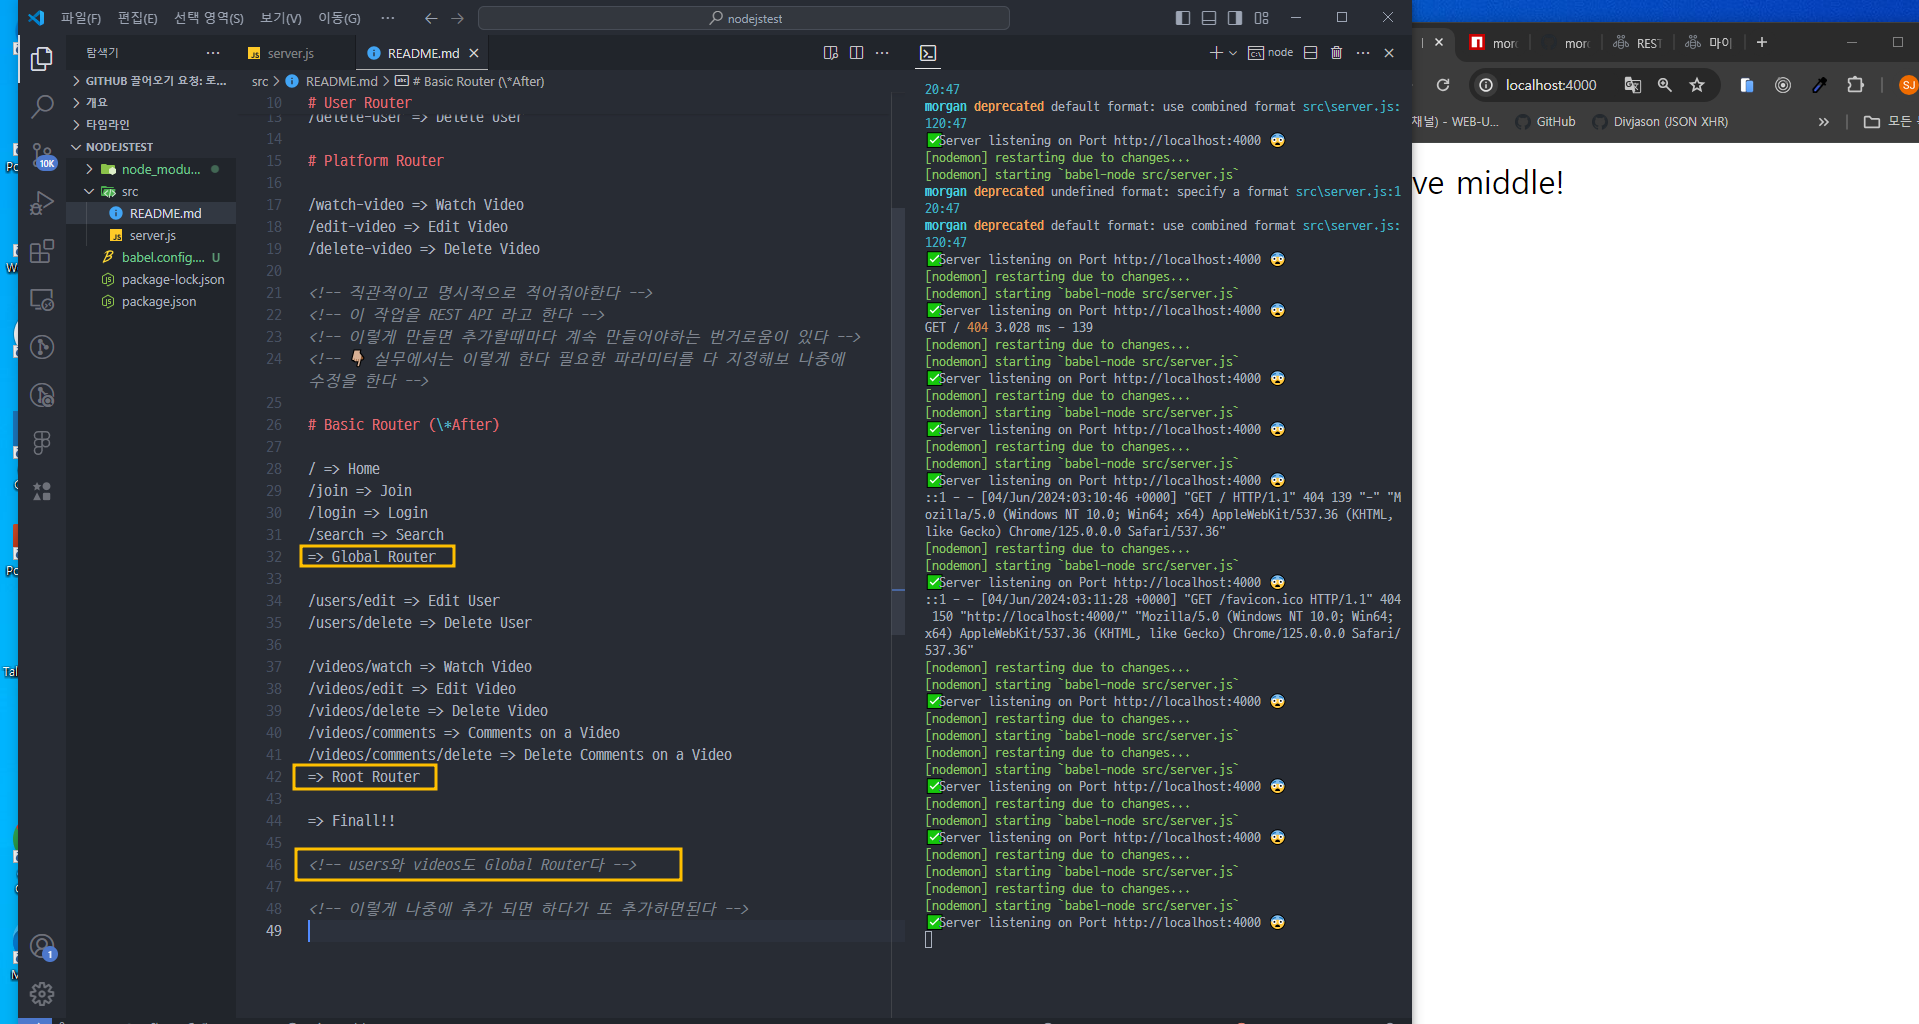 파일(F) 편집(E) 선택 영역(S) 보기(V) 이동(G) ··· nodejstest
탐색기 ···
GITHUB 끌어오기 요청: 로...
개요
타임라인
NODEJSTEST
node_modu...
src
README.md
server.js
babel.config.... U
package-lock.json
package.json
10K
1
server.js README.md
src > README.md > # Basic Router (\*After)
10 # User Router
13 /delete-user => Delete User
14
15 # Platform Router
16
17 /watch-video => Watch Video
18 /edit-video => Edit Video
19 /delete-video => Delete Video
20
21 <!-- 직관적이고 명시적으로 적어줘야한다 -->
22 <!-- 이 작업을 REST API 라고 한다 -->
23 <!-- 이렇게 만들면 추가할때마다 계속 만들어야하는 번거로움이 있다 -->
24 <!-- 👇 실무에서는 이렇게 한다 필요한 파라미터를 다 지정해보 나중에
수정을 한다 -->
25
26 # Basic Router (\*After)
27
28 / => Home
29 /join => Join
30 /login => Login
31 /search => Search
32 => Global Router
33
34 /users/edit => Edit User
35 /users/delete => Delete User
36
37 /videos/watch => Watch Video
38 /videos/edit => Edit Video
39 /videos/delete => Delete Video
40 /videos/comments => Comments on a Video
41 /videos/comments/delete => Delete Comments on a Video
42 => Root Router
43
44 => Finall!!
45
46 <!-- users와 videos도 Global Router다 -->
47
48 <!-- 이렇게 나중에 추가 되면 하다가 또 추가하면된다 -->
49
node
20:47
morgan deprecated default format: use combined format src\server.js:
120:47
✅Server listening on Port http://localhost:4000 😨
[nodemon] restarting due to changes...
[nodemon] starting `babel-node src/server.js`
morgan deprecated undefined format: specify a format src\server.js:1
20:47
morgan deprecated default format: use combined format src\server.js:
120:47
✅Server listening on Port http://localhost:4000 😨
[nodemon] restarting due to changes...
[nodemon] starting `babel-node src/server.js`
✅Server listening on Port http://localhost:4000 😨
GET / 404 3.028 ms - 139
[nodemon] restarting due to changes...
[nodemon] starting `babel-node src/server.js`
✅Server listening on Port http://localhost:4000 😨
[nodemon] restarting due to changes...
[nodemon] starting `babel-node src/server.js`
✅Server listening on Port http://localhost:4000 😨
[nodemon] restarting due to changes...
[nodemon] starting `babel-node src/server.js`
✅Server listening on Port http://localhost:4000 😨
::1 - - [04/Jun/2024:03:10:46 +0000] "GET / HTTP/1.1" 404 139 "-" "M
ozilla/5.0 (Windows NT 10.0; Win64; x64) AppleWebKit/537.36 (KHTML,
like Gecko) Chrome/125.0.0.0 Safari/537.36"
[nodemon] restarting due to changes...
[nodemon] starting `babel-node src/server.js`
✅Server listening on Port http://localhost:4000 😨
::1 - - [04/Jun/2024:03:11:28 +0000] "GET /favicon.ico HTTP/1.1" 404
150 "http://localhost:4000/" "Mozilla/5.0 (Windows NT 10.0; Win64;
x64) AppleWebKit/537.36 (KHTML, like Gecko) Chrome/125.0.0.0 Safari/
537.36"
[nodemon] restarting due to changes...
[nodemon] starting `babel-node src/server.js`
✅Server listening on Port http://localhost:4000 😨
[nodemon] restarting due to changes...
[nodemon] starting `babel-node src/server.js`
[nodemon] restarting due to changes...
[nodemon] starting `babel-node src/server.js`
✅Server listening on Port http://localhost:4000 😨
[nodemon] restarting due to changes...
[nodemon] starting `babel-node src/server.js`
✅Server listening on Port http://localhost:4000 😨
[nodemon] restarting due to changes...
[nodemon] starting `babel-node src/server.js`
[nodemon] restarting due to changes...
[nodemon] starting `babel-node src/server.js`
✅Server listening on Port http://localhost:4000 😨
mor mor REST 마이
localhost:4000 SJ
채널) - WEB-U... GitHub Divjason (JSON XHR) » 모든
ve middle!